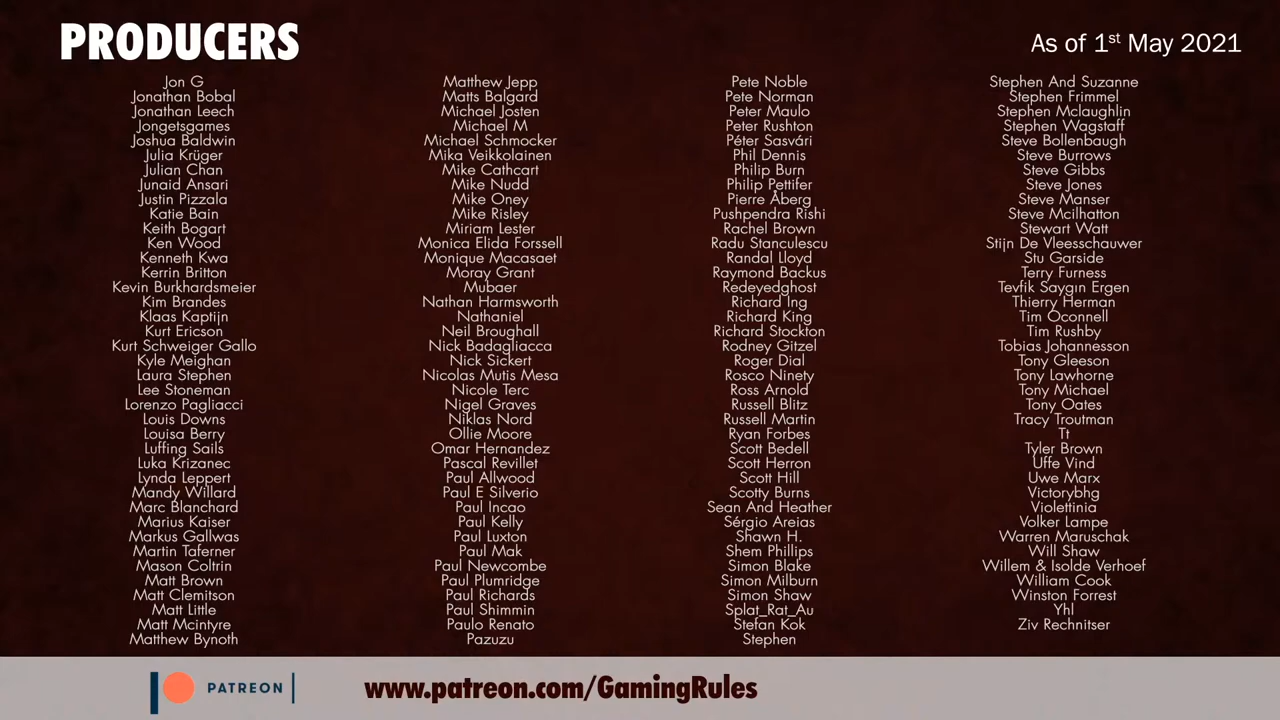 PRODUCERS
As of 1st May 2021
Jon G
Jonathan Bobal
Jonathan Leech
Jongetsgames
Joshua Baldwin
Julia Krüger
Julian Chan
Junaid Ansari
Justin Pizzala
Katie Bain
Keith Bogart
Ken Wood
Kenneth Kwa
Kerrin Britton
Kevin Burkhardsmeier
Kim Brandes
Klaas Kaptijn
Kurt Ericson
Kurt Schweiger Gallo
Kyle Meighan
Laura Stephen
Lee Stoneman
Lorenzo Pagliacci
Louis Downs
Louisa Berry
Luffing Sails
Luka Krizanec
Lynda Leppert
Mandy Willard
Marc Blanchard
Marius Kaiser
Markus Gallwas
Martin Taferner
Mason Coltrin
Matt Brown
Matt Clemitson
Matt Little
Matt Mcintyre
Matthew Bynoth
Matthew Jepp
Matts Balgard
Michael Josten
Michael M
Michael Schmocker
Mika Veikkolainen
Mike Cathcart
Mike Nudd
Mike Oney
Mike Risley
Miriam Lester
Monica Elida Forssell
Monique Macasaet
Moray Grant
Mubaer
Nathan Harmsworth
Nathaniel
Neil Broughall
Nick Badagliacca
Nick Sickert
Nicolas Mutis Mesa
Nicole Terc
Nigel Graves
Niklas Nord
Ollie Moore
Omar Hernandez
Pascal Revillet
Paul Allwood
Paul E Silverio
Paul Incao
Paul Kelly
Paul Luxton
Paul Mak
Paul Newcombe
Paul Plumridge
Paul Richards
Paul Shimmin
Paulo Renato
Pazuzu
Pete Noble
Pete Norman
Peter Maulo
Peter Rushton
Péter Sasvári
Phil Dennis
Philip Burn
Philip Pettifer
Pierre Åberg
Pushpendra Rishi
Rachel Brown
Radu Stanculescu
Randal Lloyd
Raymond Backus
Redeyedghost
Richard Ing
Richard King
Richard Stockton
Rodney Gitzel
Roger Dial
Rosco Ninety
Ross Arnold
Russell Blitz
Russell Martin
Ryan Forbes
Scott Bedell
Scott Herron
Scott Hill
Scotty Burns
Sean And Heather
Sérgio Areias
Shawn H.
Shem Phillips
Simon Blake
Simon Milburn
Simon Shaw
Splat_Rat_Au
Stefan Kok
Stephen
Stephen And Suzanne
Stephen Frimmel
Stephen Mclaughlin
Stephen Wagstaff
Steve Bollenbaugh
Steve Burrows
Steve Gibbs
Steve Jones
Steve Manser
Steve Mcilhatton
Stewart Watt
Stijn De Vleesschauwer
Stu Garside
Terry Furness
Tevfik Saygın Ergen
Thierry Herman
Tim Oconnell
Tim Rushby
Tobias Johannesson
Tony Gleeson
Tony Lawhorne
Tony Michael
Tony Oates
Tracy Troutman
Tt
Tyler Brown
Uffe Vind
Uwe Marx
Victorybhg
Violettinia
Volker Lampe
Warren Maruschak
Will Shaw
Willem & Isolde Verhoef
William Cook
Winston Forrest
Yhl
Ziv Rechnitser
PATREON
www.patreon.com/GamingRules